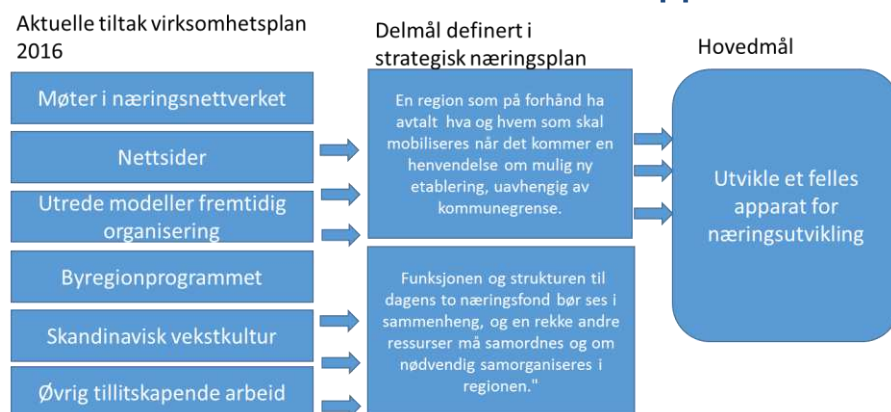 Aktuelle tiltak virksomhetsplan
2016
Møter i næringsnettverket
Nettsider
Utrede modeller fremtidig
organisering
Byregionprogrammet
Skandinavisk vekstkultur
Øvrig tillitskapende arbeid
Delmål definert i
strategisk næringsplan
En region som på forhånd ha
avtalt hva og hvem som skal
mobiliseres når det kommer en
henvendelse om mulig ny
etablering, uavhengig av
kommunegrense.
Funksjonen og strukturen til
dagens to næringsfond bør ses i
sammenheng, og en rekke andre
ressurser må samordnes og om
nødvendig samorganiseres i
regionen."
Hovedmål
Utvikle et felles
apparat for
næringsutvikling